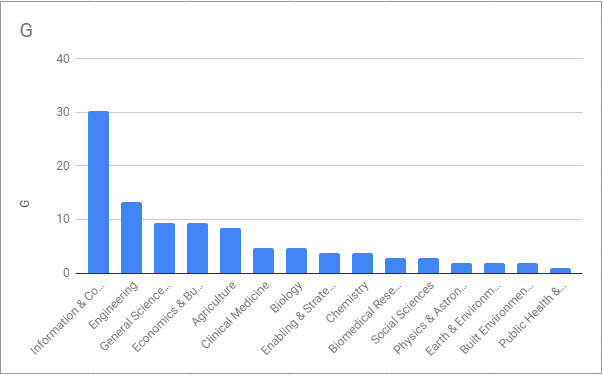 G
40
30
20
10
0
G
Information & Co...
Engineering
General Science...
Economics & Bu...
Agriculture
Clinical Medicine
Biology
Enabling & Strate...
Chemistry
Biomedical Rese...
Social Sciences
Physics & Astron...
Earth & Environm...
Built Environmen...
Public Health &...